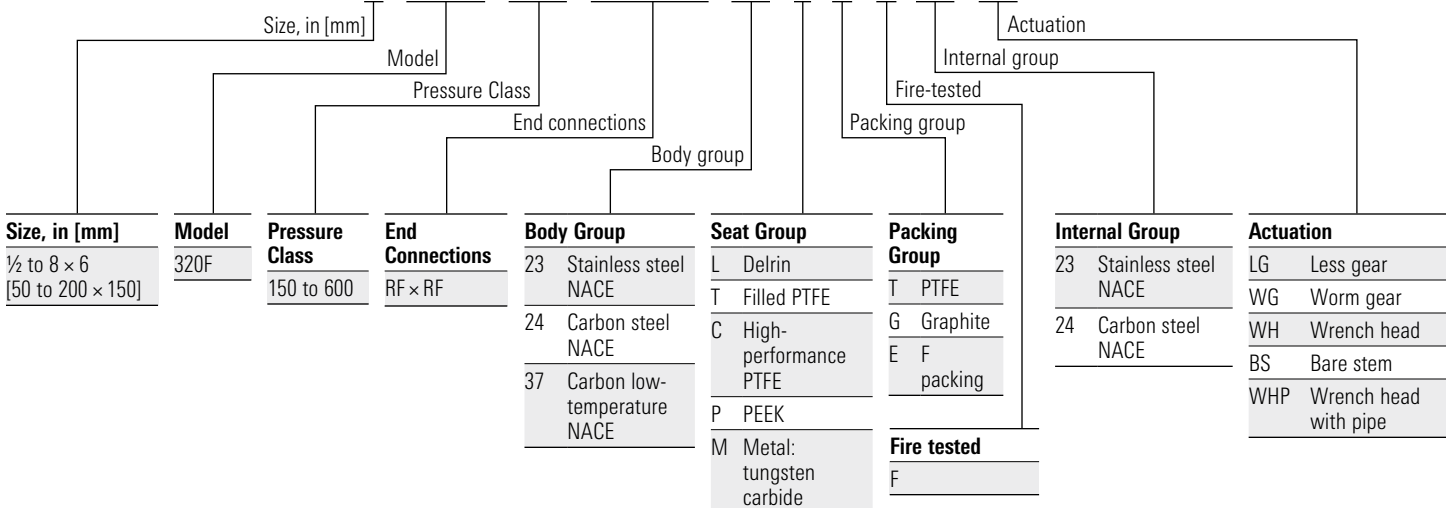 Size, in [mm]
Actuation
Model
Internal group
Pressure Class
Fire-tested
End connections
Packing group
Body group
Size, in [mm]
½ to 8 × 6
[50 to 200 × 150]
Model
320F
Pressure
Class
150 to 600
End
Connections
RF × RF
Body Group
23 Stainless steel
NACE
24 Carbon steel
NACE
37 Carbon low-
temperature
NACE
Seat Group
L Delrin
T Filled PTFE
C High-
performance
PTFE
P PEEK
M Metal:
tungsten
carbide
Packing
Group
T PTFE
G Graphite
E F
packing
Fire tested
F
Internal Group
23 Stainless steel
NACE
24 Carbon steel
NACE
Actuation
LG Less gear
WG Worm gear
WH Wrench head
BS Bare stem
WHP Wrench head
with pipe